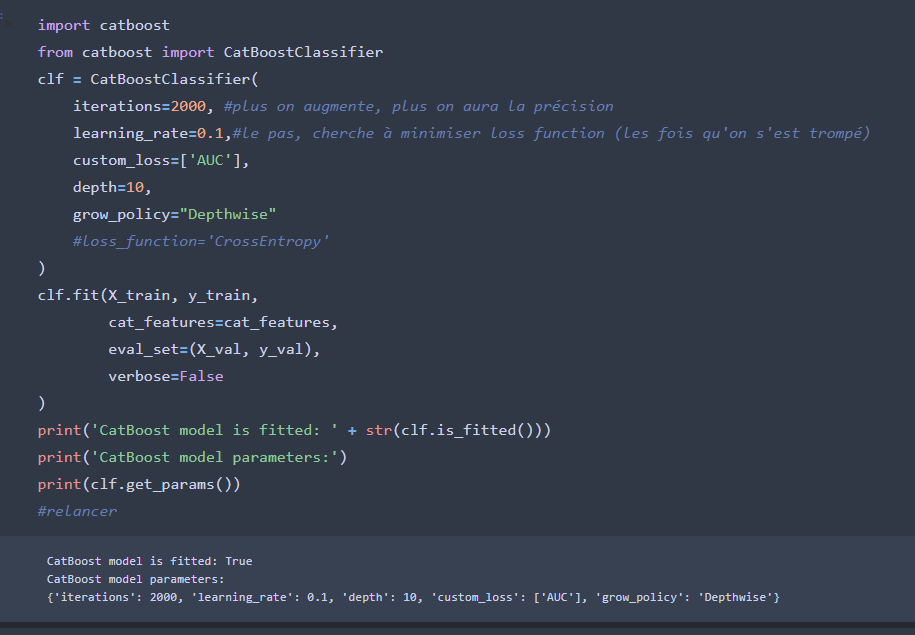 import catboost
from catboost import CatBoostClassifier
clf = CatBoostClassifier(
    iterations=2000, #plus on augmente, plus on aura la précision
    learning_rate=0.1,#le pas, cherche à minimiser loss function (les fois qu'on s'est trompé)
    custom_loss=['AUC'],
    depth=10,
    grow_policy="Depthwise"
    #loss_function='CrossEntropy'
)
clf.fit(X_train, y_train,
        cat_features=cat_features,
        eval_set=(X_val, y_val),
        verbose=False
)
print('CatBoost model is fitted: ' + str(clf.is_fitted()))
print('CatBoost model parameters:')
print(clf.get_params())
#relancer
CatBoost model is fitted: True
CatBoost model parameters:
{'iterations': 2000, 'learning_rate': 0.1, 'depth': 10, 'custom_loss': ['AUC'], 'grow_policy': 'Depthwise'}